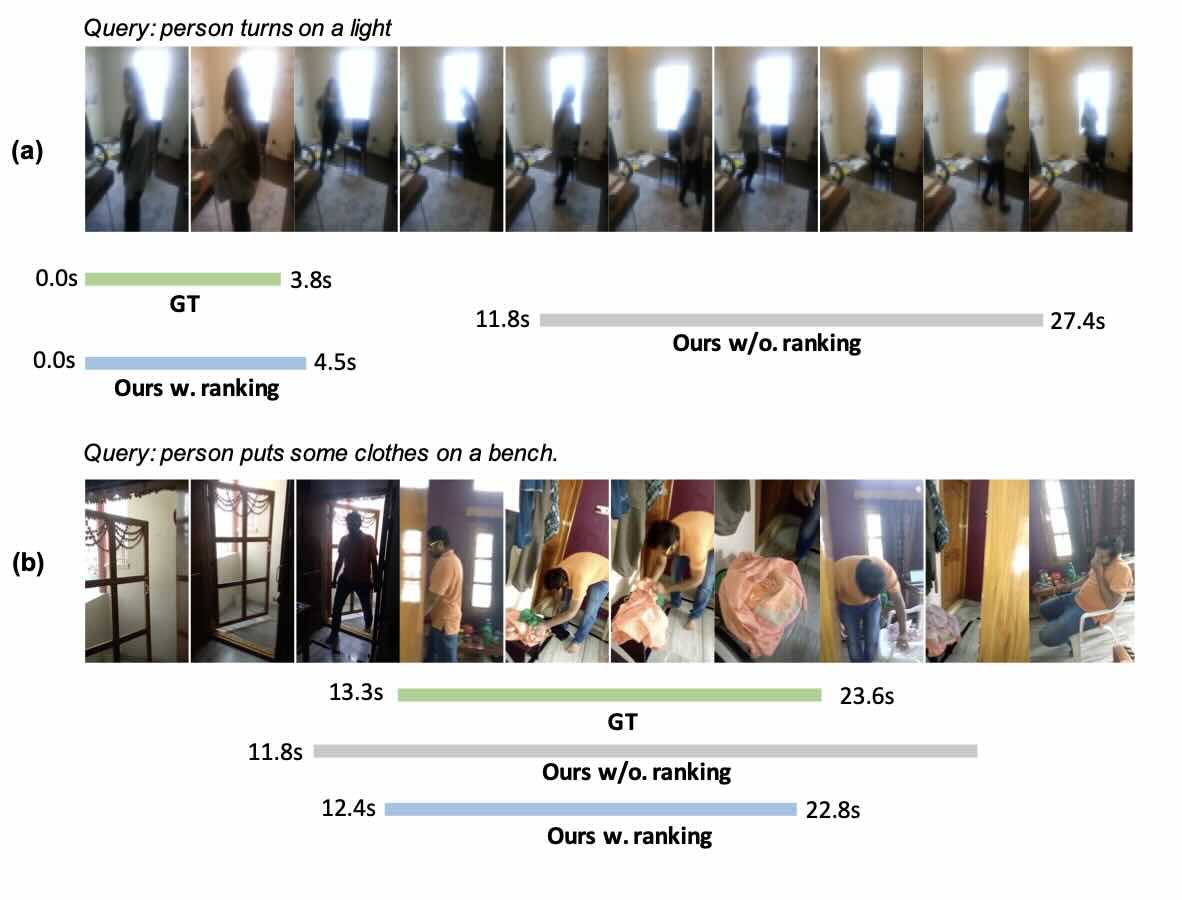 Query: person turns on a light
(a)
0.0s 3.8s
GT
11.8s 27.4s
Ours w/o. ranking
0.0s 4.5s
Ours w. ranking
Query: person puts some clothes on a bench.
(b)
13.3s 23.6s
GT
11.8s
Ours w/o. ranking
12.4s 22.8s
Ours w. ranking